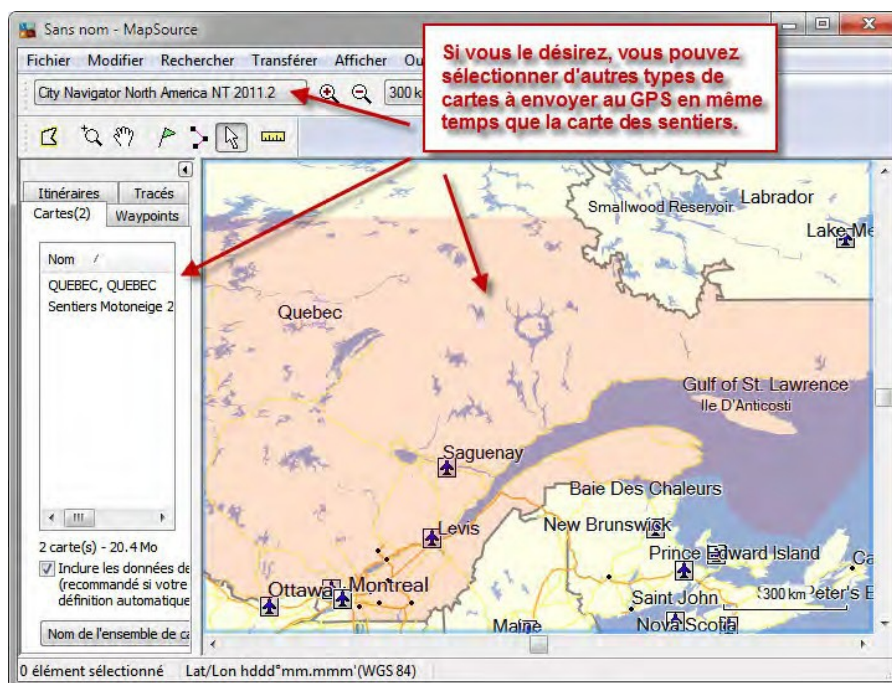 Sans nom - MapSource
Fichier Modifier Rechercher Transférer Afficher Ou
City Navigator North America NT 2011.2
300 k
Si vous le désirez, vous pouvez
sélectionner d'autres types de
cartes à envoyer au GPS en même
temps que la carte des sentiers.
Itinéraires Tracés
Cartes(2) Waypoints
Nom /
QUEBEC, QUEBEC
Sentiers Motoneige 2
2 carte(s) - 20.4 Mo
Inclure les données de
(recommandé si votre
définition automatique
Nom de l'ensemble de ca
Smallwood Reservoir
Labrador
Lake-Me
Quebec
Gulf of St. Lawrence
Ile D'Anticosti
Saguenay
Baie Des Chaleurs
Levis
New Brunswick
Prince Edward Island
Ca
Ottawa
Montreal
Saint John
300 km
Peter's E
Maine
Nova Scotia
0 élément sélectionné Lat/Lon hddd°mm.mmm'(WGS 84)